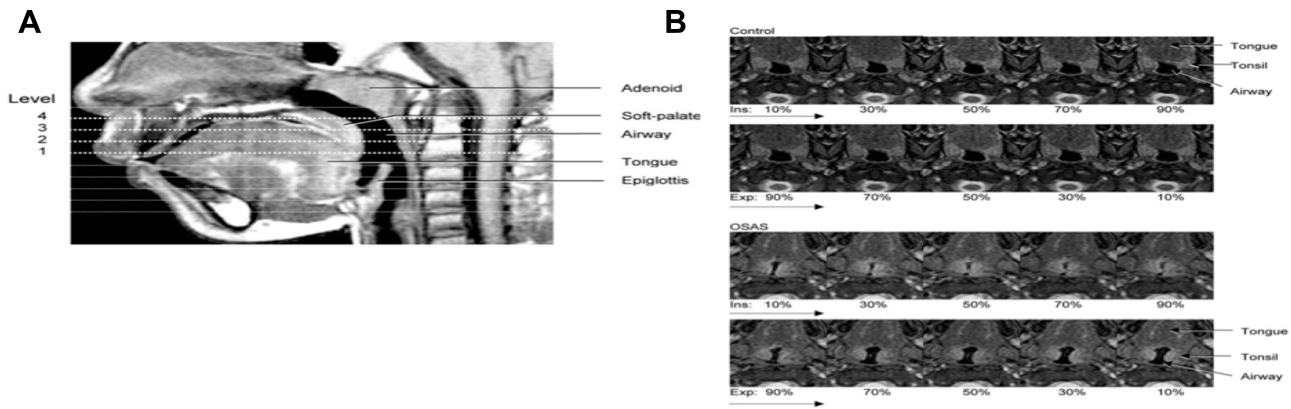 A
Level
4
3
2
1
Adenoid
Soft-palate
Airway
Tongue
Epiglottis
B
Control
Tongue
Tonsil
Airway
Ins: 10% 30% 50% 70% 90%
Exp: 90% 70% 50% 30% 10%
OSAS
Ins: 10% 30% 50% 70% 90%
Tongue
Tonsil
Airway
Exp: 90% 70% 50% 30% 10%